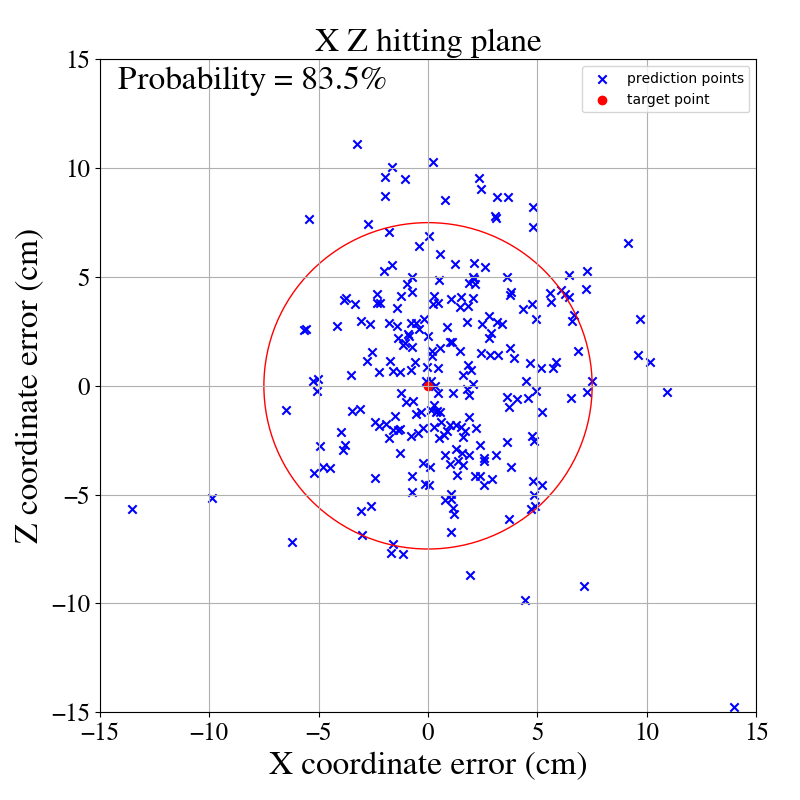 X Z hitting plane
Probability = 83.5%
prediction points
target point
15
10
5
0
−5
−10
−15
Z coordinate error (cm)
−15 −10 −5 0 5 10 15
X coordinate error (cm)